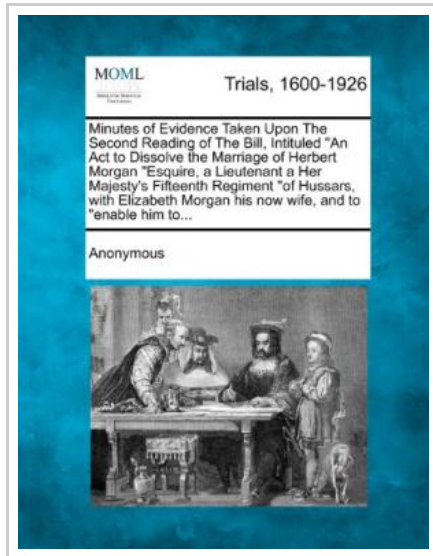 MOML
Trials, 1600-1926
Minutes of Evidence Taken Upon The
Second Reading of The Bill, Intituled "An
Act to Dissolve the Marriage of Herbert
Morgan "Esquire, a Lieutenant a Her
Majesty's Fifteenth Regiment "of Hussars,
with Elizabeth Morgan his now wife, and to
"enable him to...
Anonymous